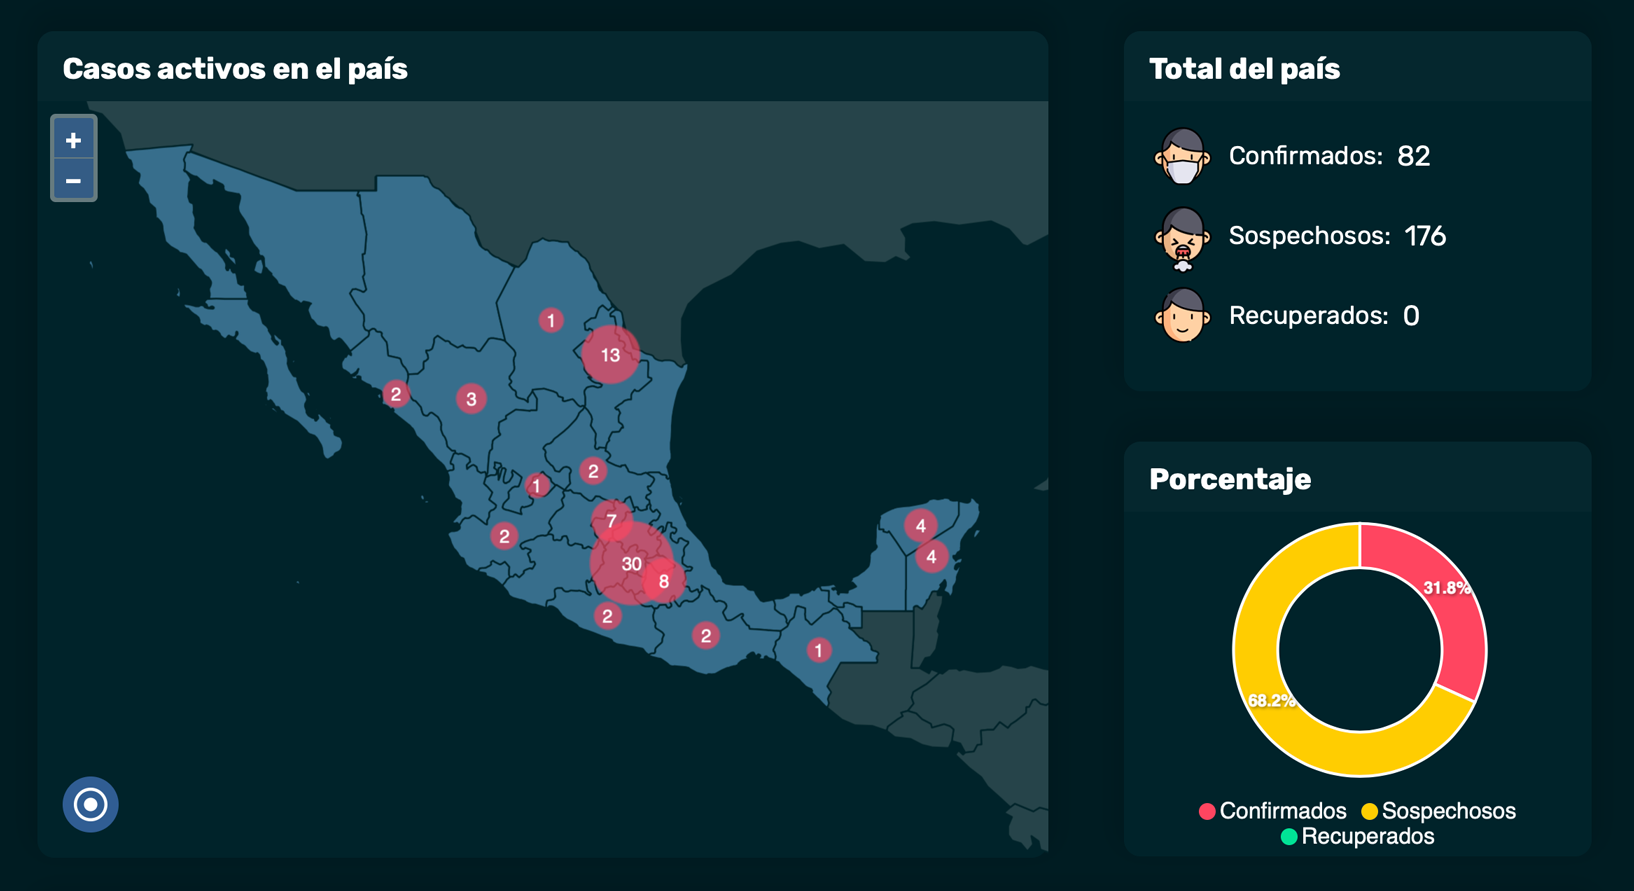 Casos activos en el país
+
−
1
13
2
3
2
1
7
2
30
8
2
2
1
4
4
Total del país
Confirmados: 82
Sospechosos: 176
Recuperados: 0
Porcentaje
31.8%
68.2%
Confirmados Sospechosos
Recuperados